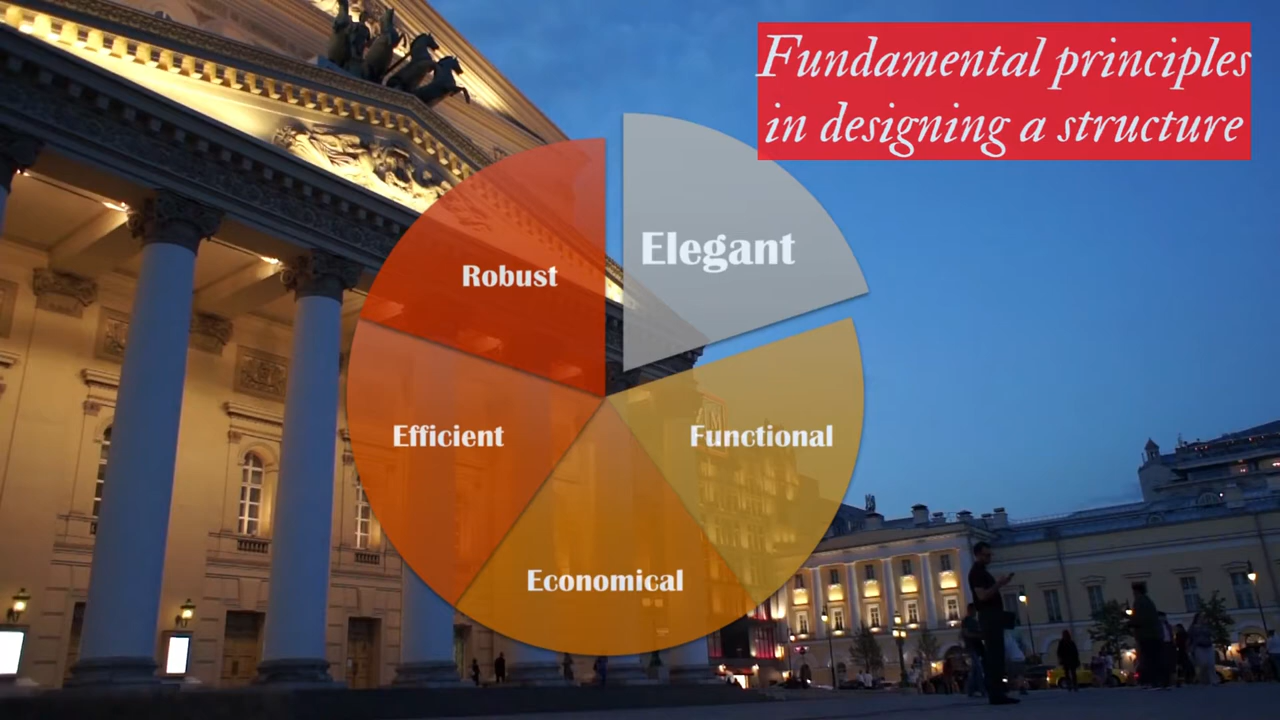 Fundamental principles
in designing a structure
Elegant
Robust
Efficient
Functional
Economical